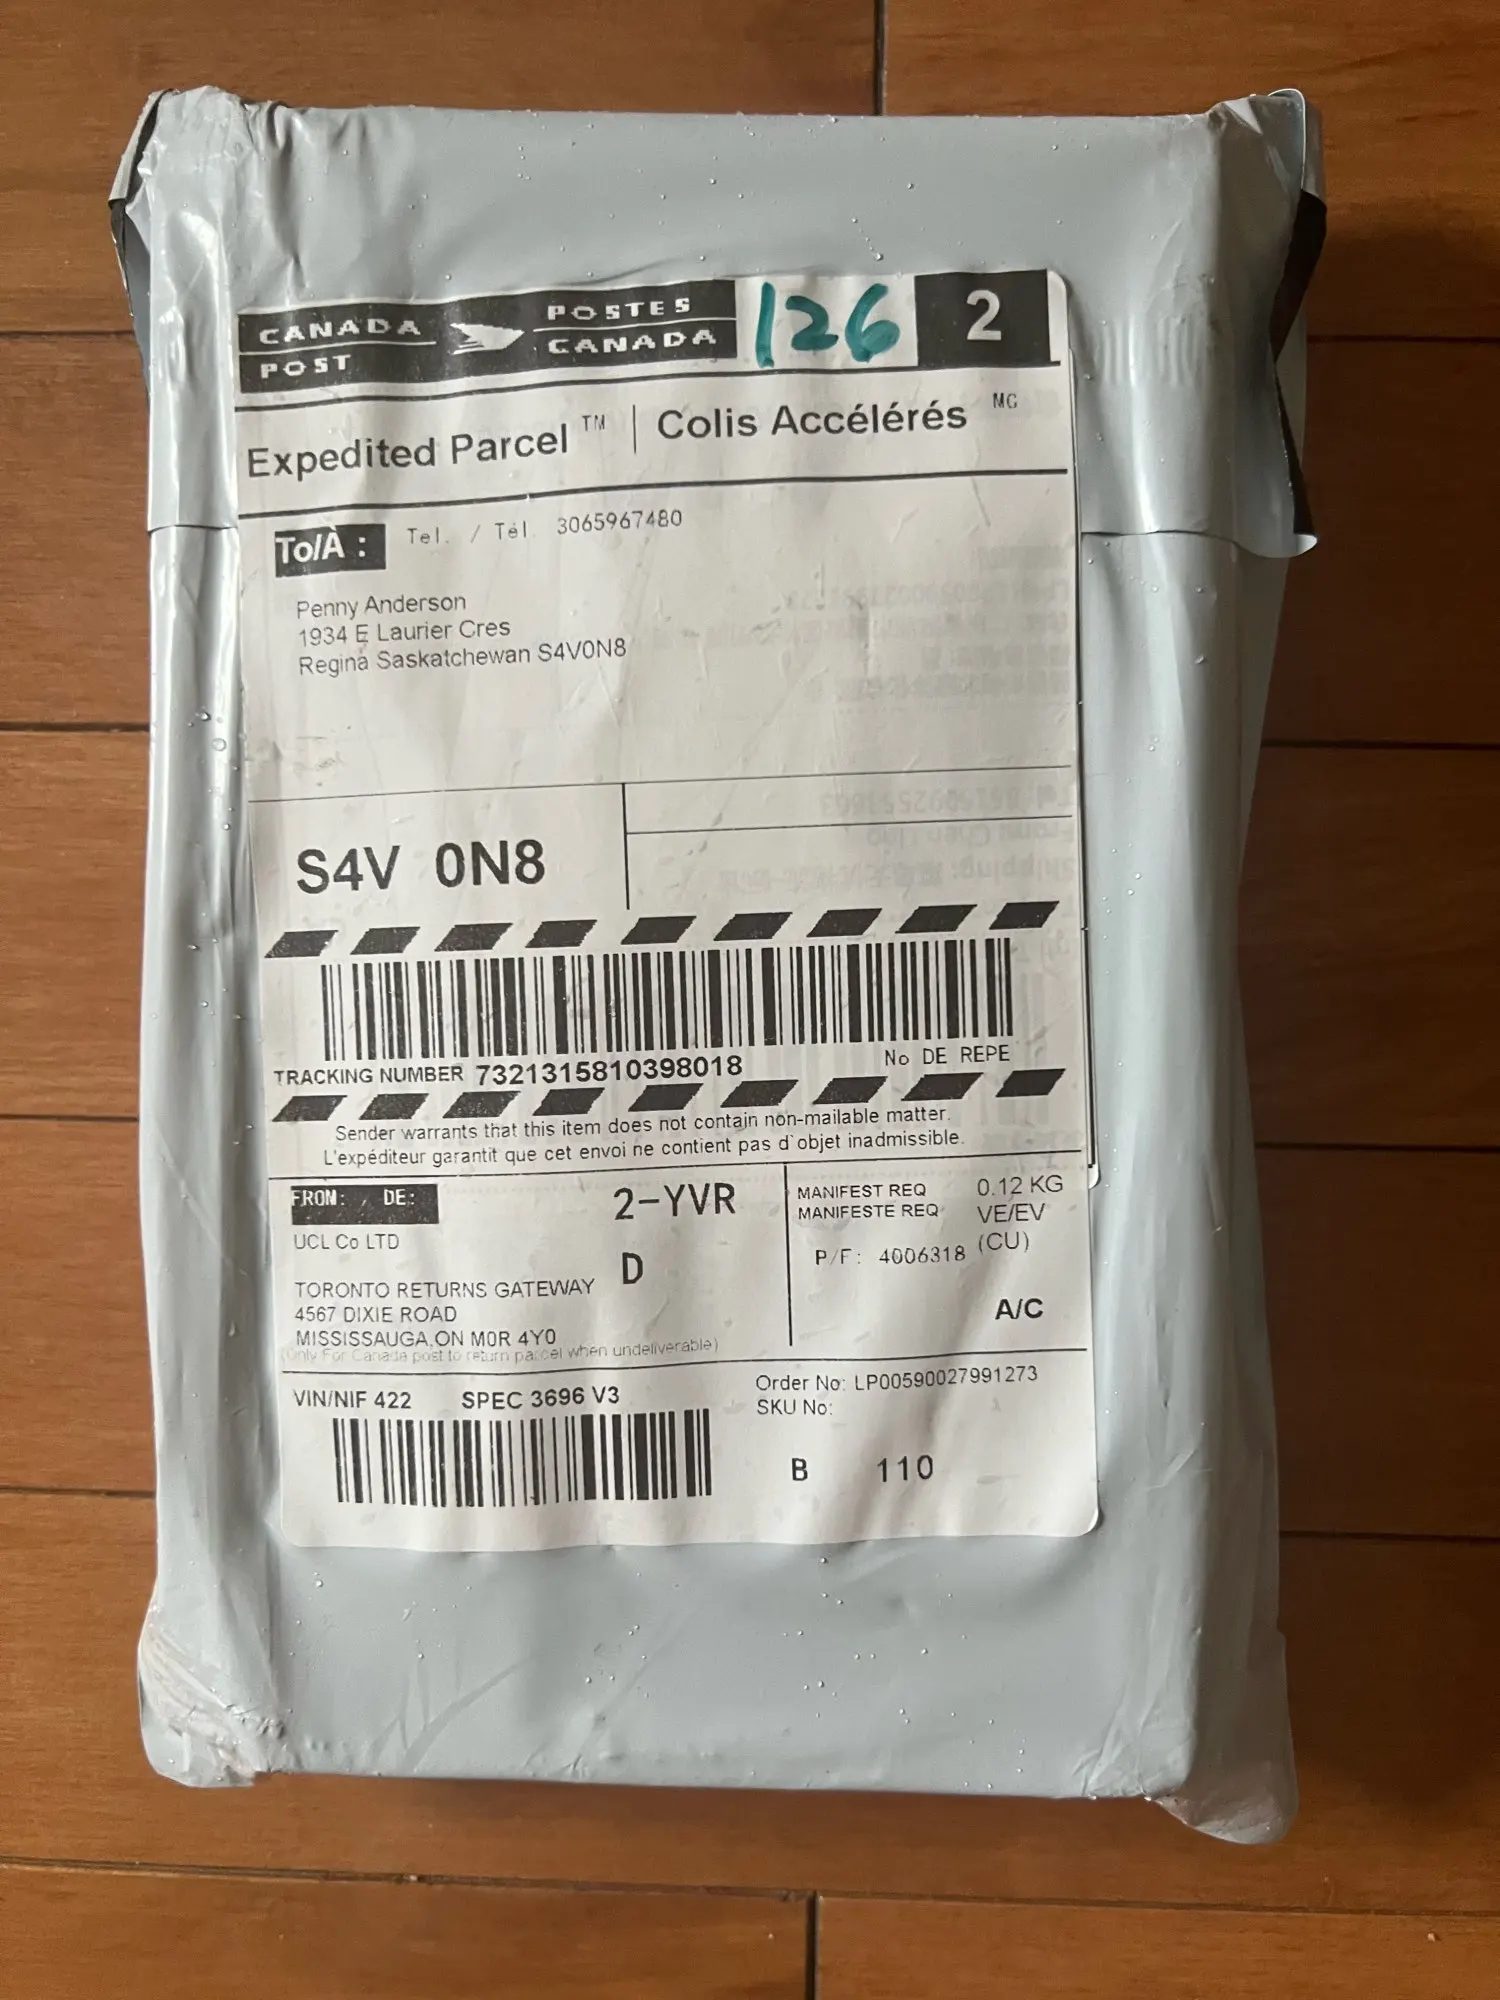 CANADA POST
POSTES CANADA
126
2
Expedited Parcel ™ | Colis Accélérés MC
To/À :
Tel. / Tél. 3065967480
Penny Anderson
1934 E Laurier Cres
Regina Saskatchewan S4V0N8
S4V 0N8
TRACKING NUMBER 7321315810398018
No DE REPE
Sender warrants that this item does not contain non-mailable matter.
L'expéditeur garantit que cet envoi ne contient pas d`objet inadmissible.
FROM: / DE:
UCL Co LTD
TORONTO RETURNS GATEWAY
4567 DIXIE ROAD
MISSISSAUGA,ON M0R 4Y0
(Only For Canada post to return parcel when undeliverable)
2-YVR
D
MANIFEST REQ
MANIFESTE REQ
0.12 KG
VE/EV
(CU)
P/F: 4006318
A/C
VIN/NIF 422 SPEC 3696 V3
Order No: LP00590027991273
SKU No:
B 110